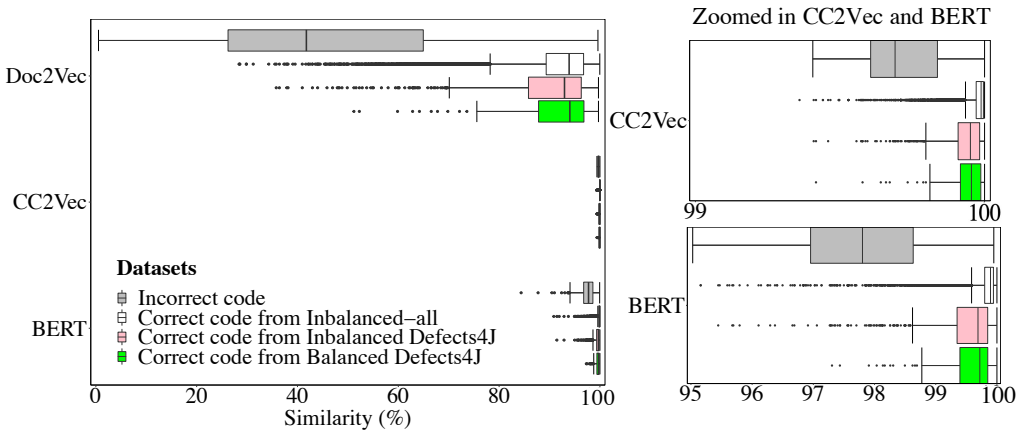 Zoomed in CC2Vec and BERT
Doc2Vec
CC2Vec
BERT
Datasets
Incorrect code
Correct code from Inbalanced−all
Correct code from Inbalanced Defects4J
Correct code from Balanced Defects4J
0 20 40 60 80 100
Similarity (%)
CC2Vec
99 100
BERT
95 96 97 98 99 100